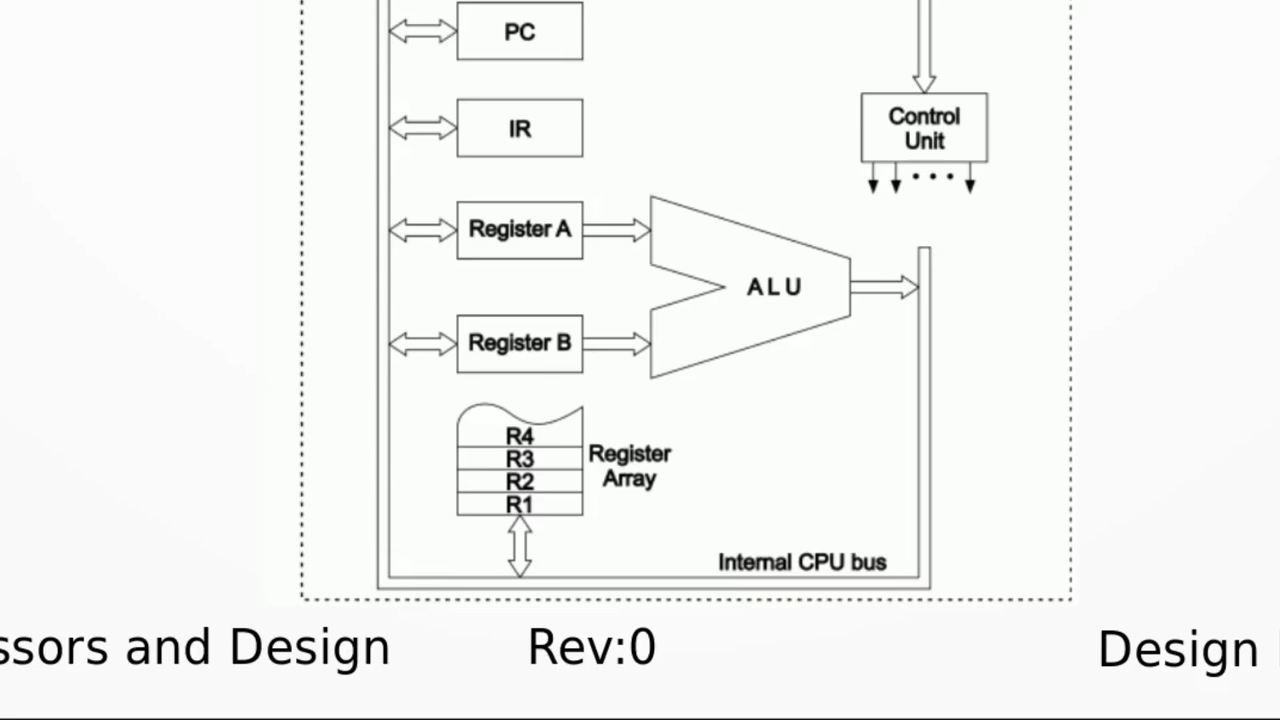 PC
IR
Control
Unit
Register A
ALU
Register B
R4
R3
R2
R1
Register
Array
Internal CPU bus
and Design
Rev:0
Design